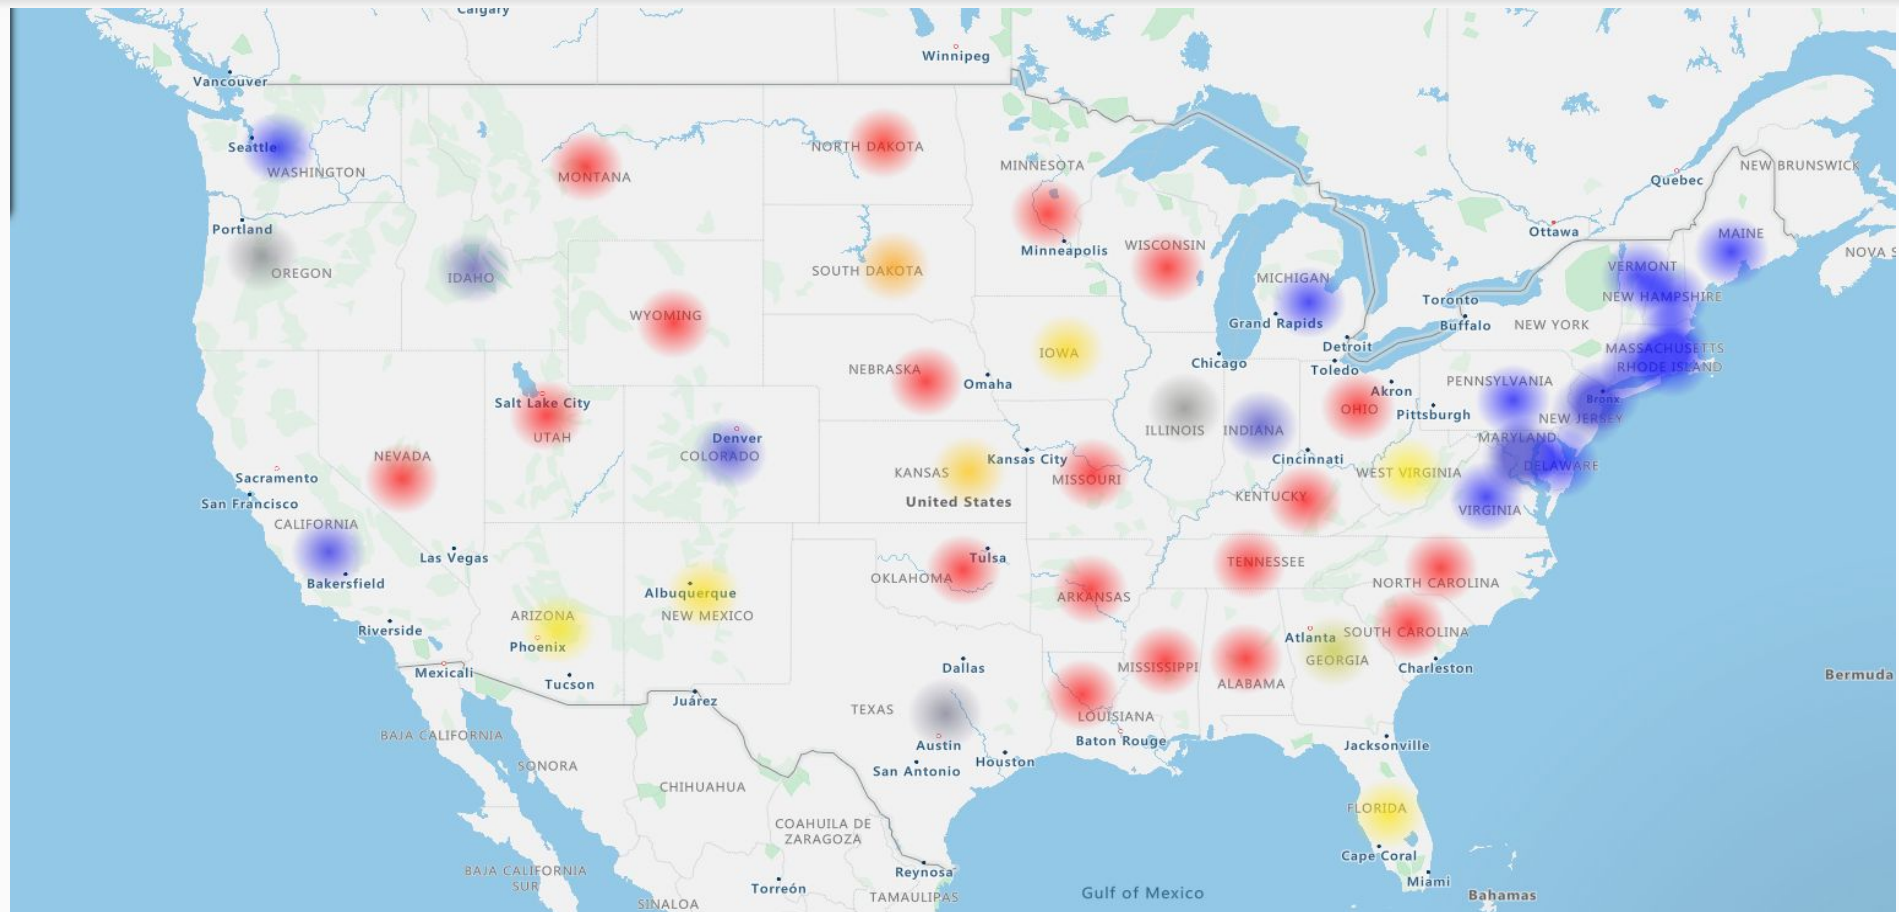 Calgary
Winnipeg
Vancouver
Seattle
WASHINGTON
MONTANA
NORTH DAKOTA
MINNESOTA
Quebec
NEW BRUNSWICK
Portland
OREGON
IDAHO
SOUTH DAKOTA
Minneapolis
WISCONSIN
MICHIGAN
Ottawa
MAINE
NOVA S
VERMONT
NEW HAMPSHIRE
WYOMING
Toronto
Grand Rapids
Buffalo
NEW YORK
IOWA
NEBRASKA
Omaha
Chicago
Detroit
Toledo
MASSACHUSETTS
RHODE ISLAND
Salt Lake City
UTAH
Denver
COLORADO
ILLINOIS
INDIANA
OHIO
Akron
PENNSYLVANIA
Pittsburgh
Bronx
NEW JERSEY
MARYLAND
DELAWARE
NEVADA
Sacramento
San Francisco
KANSAS
Kansas City
MISSOURI
United States
Cincinnati
KENTUCKY
WEST VIRGINIA
VIRGINIA
CALIFORNIA
Las Vegas
Bakersfield
Tulsa
OKLAHOMA
ARKANSAS
TENNESSEE
NORTH CAROLINA
Albuquerque
NEW MEXICO
ARIZONA
Phoenix
Riverside
Mexicali
Tucson
Juárez
Dallas
MISSISSIPPI
ALABAMA
Atlanta
GEORGIA
SOUTH CAROLINA
Charleston
Bermuda
TEXAS
LOUISIANA
Austin
Baton Rouge
San Antonio
Houston
Jacksonville
BAJA CALIFORNIA
SONORA
CHIHUAHUA
COAHUILA DE
ZARAGOZA
FLORIDA
Cape Coral
Miami
BAJA CALIFORNIA
SUR
Torreón
Reynosa
TAMAULIPAS
SINALOA
Gulf of Mexico
Bahamas